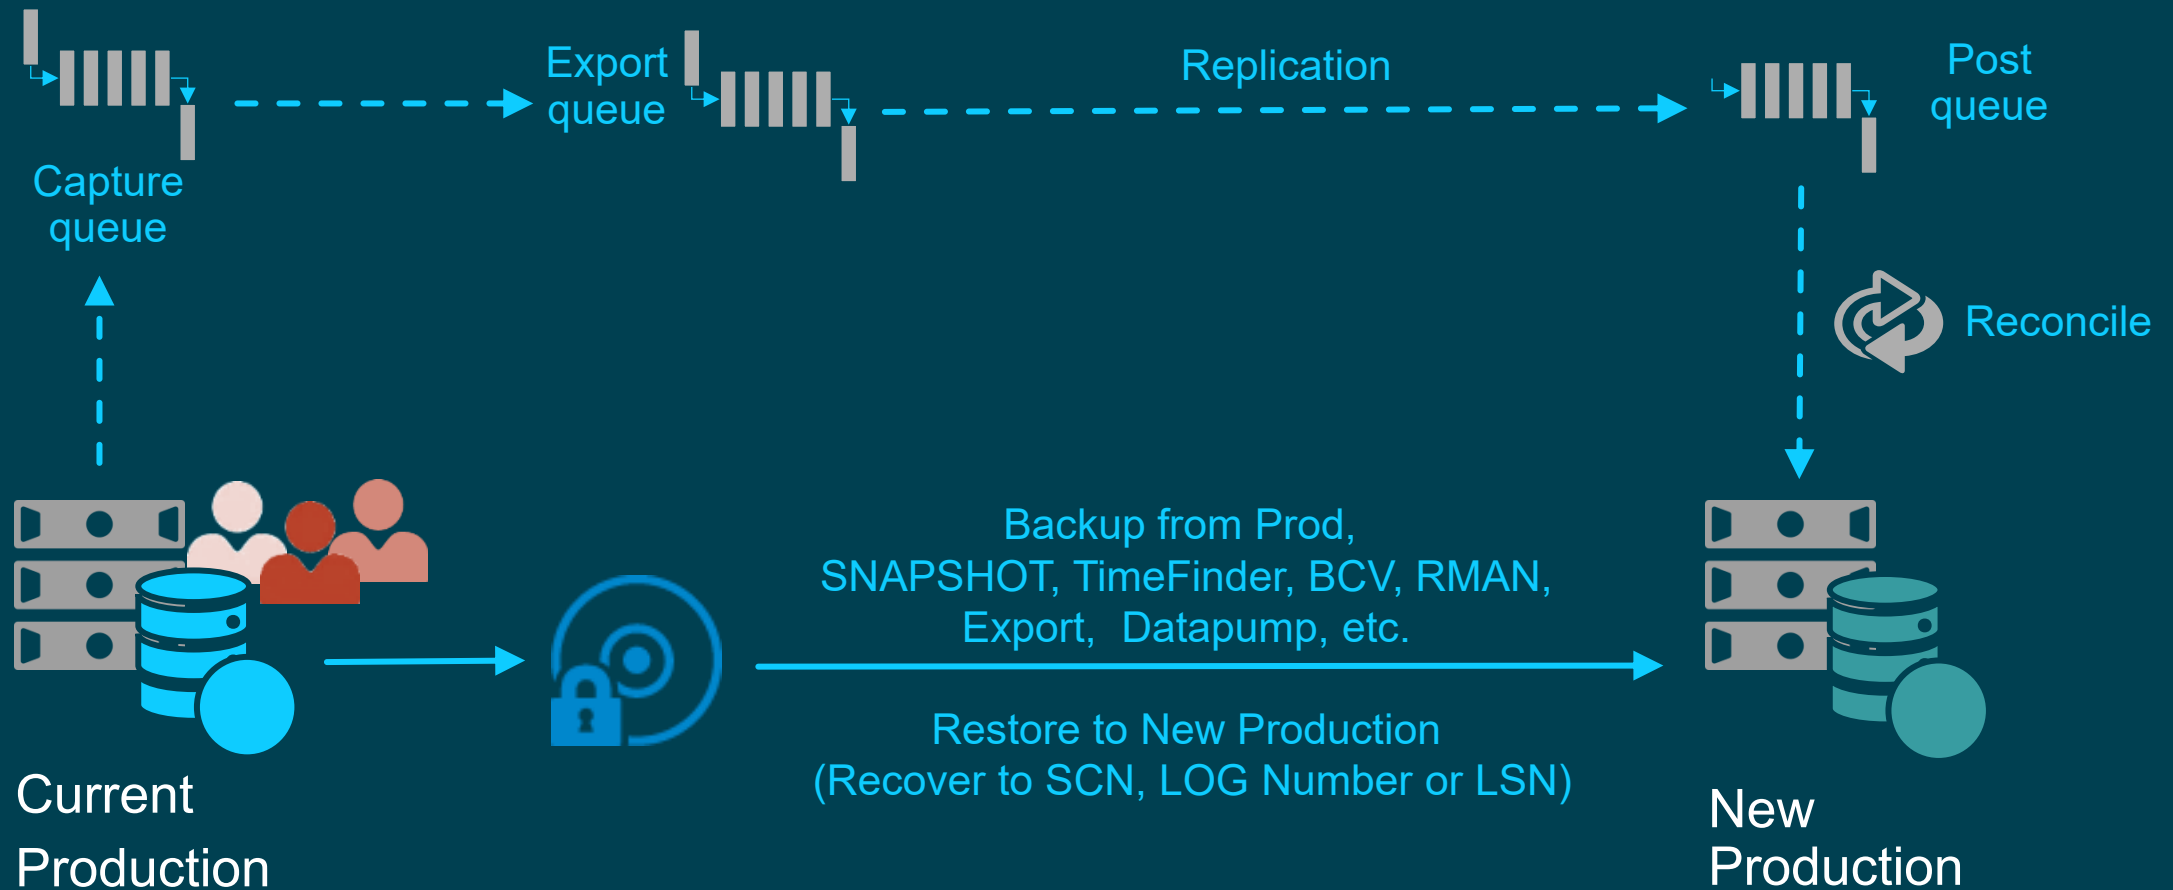 Export
queue
Replication
Post
queue
Capture
queue
Reconcile
Backup from Prod,
SNAPSHOT, TimeFinder, BCV, RMAN,
Export, Datapump, etc.
Restore to New Production
(Recover to SCN, LOG Number or LSN)
Current
Production
New
Production